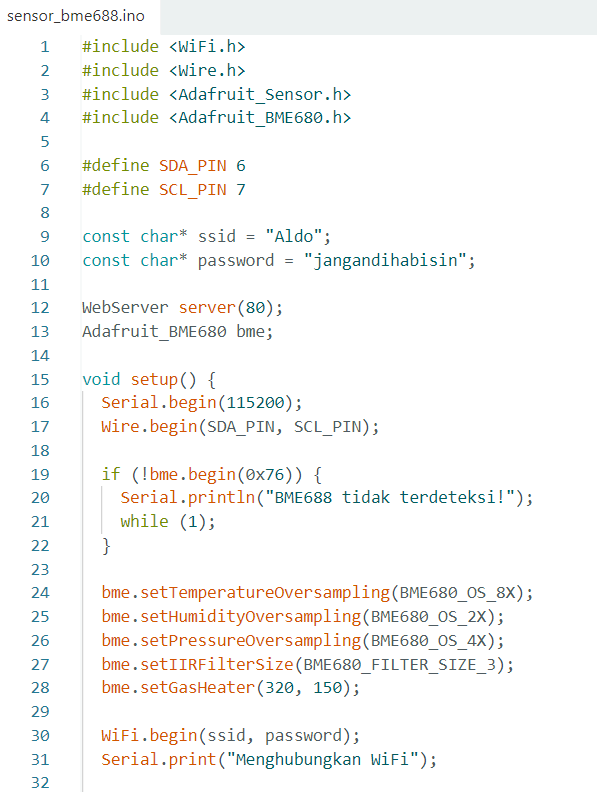 sensor_bme688.ino
1 #include <WiFi.h>
2 #include <Wire.h>
3 #include <Adafruit_Sensor.h>
4 #include <Adafruit_BME680.h>
5
6 #define SDA_PIN 6
7 #define SCL_PIN 7
8
9 const char* ssid = "Aldo";
10 const char* password = "jangandihabisin";
11
12 WebServer server(80);
13 Adafruit_BME680 bme;
14
15 void setup() {
16   Serial.begin(115200);
17   Wire.begin(SDA_PIN, SCL_PIN);
18
19   if (!bme.begin(0x76)) {
20     Serial.println("BME688 tidak terdeteksi!");
21     while (1);
22   }
23
24   bme.setTemperatureOversampling(BME680_OS_8X);
25   bme.setHumidityOversampling(BME680_OS_2X);
26   bme.setPressureOversampling(BME680_OS_4X);
27   bme.setIIRFilterSize(BME680_FILTER_SIZE_3);
28   bme.setGasHeater(320, 150);
29
30   WiFi.begin(ssid, password);
31   Serial.print("Menghubungkan WiFi");
32